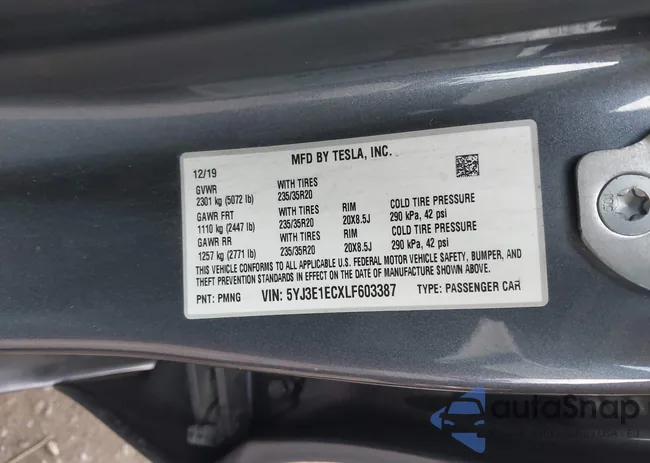 MFD BY TESLA, INC.
12/19
GVWR WITH TIRES
2301 kg (5072 lb) 235/35R20
GAWR FRT WITH TIRES RIM COLD TIRE PRESSURE
1110 kg (2447 lb) 235/35R20 20X8.5J 290 kPa, 42 psi
GAWR RR WITH TIRES RIM COLD TIRE PRESSURE
1257 kg (2771 lb) 235/35R20 20X8.5J 290 kPa, 42 psi
THIS VEHICLE CONFORMS TO ALL APPLICABLE U.S. FEDERAL MOTOR VEHICLE SAFETY, BUMPER, AND
THEFT PREVENTION STANDARDS IN EFFECT ON THE DATE OF MANUFACTURE SHOWN ABOVE.
PNT: PMNG VIN: 5YJ3E1ECXLF603387 TYPE: PASSENGER CAR
autoSnap